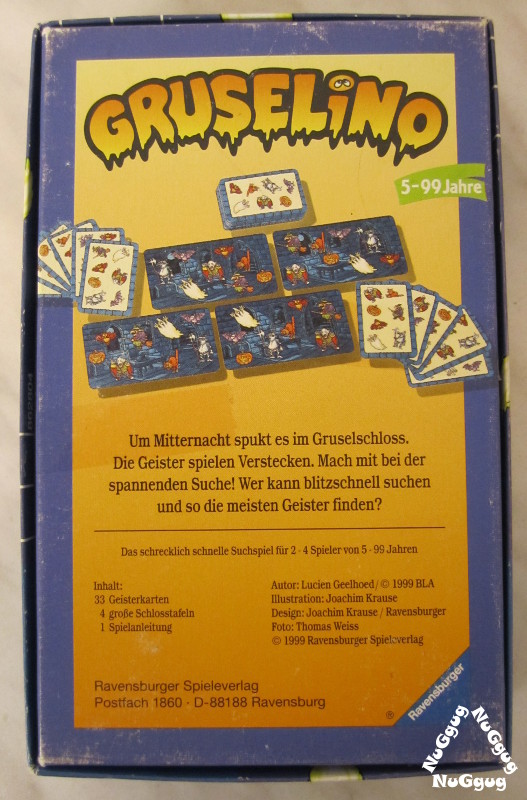 GRUSELiNO
5-99 Jahre
Um Mitternacht spukt es im Gruselschloss.
Die Geister spielen Verstecken. Mach mit bei der
spannenden Suche! Wer kann blitzschnell suchen
und so die meisten Geister finden?
Das schrecklich schnelle Suchspiel für 2 - 4 Spieler von 5 - 99 Jahren
Inhalt:
33 Geisterkarten
4 große Schlosstafeln
1 Spielanleitung
Autor: Lucien Geelhoed / © 1999 BLA
Illustration: Joachim Krause
Design: Joachim Krause / Ravensburger
Foto: Thomas Weiss
© 1999 Ravensburger Spieleverlag
Ravensburger Spieleverlag
Postfach 1860 · D-88188 Ravensburg
®
Ravensburger
NuGgug
NuGgug
NuGgug